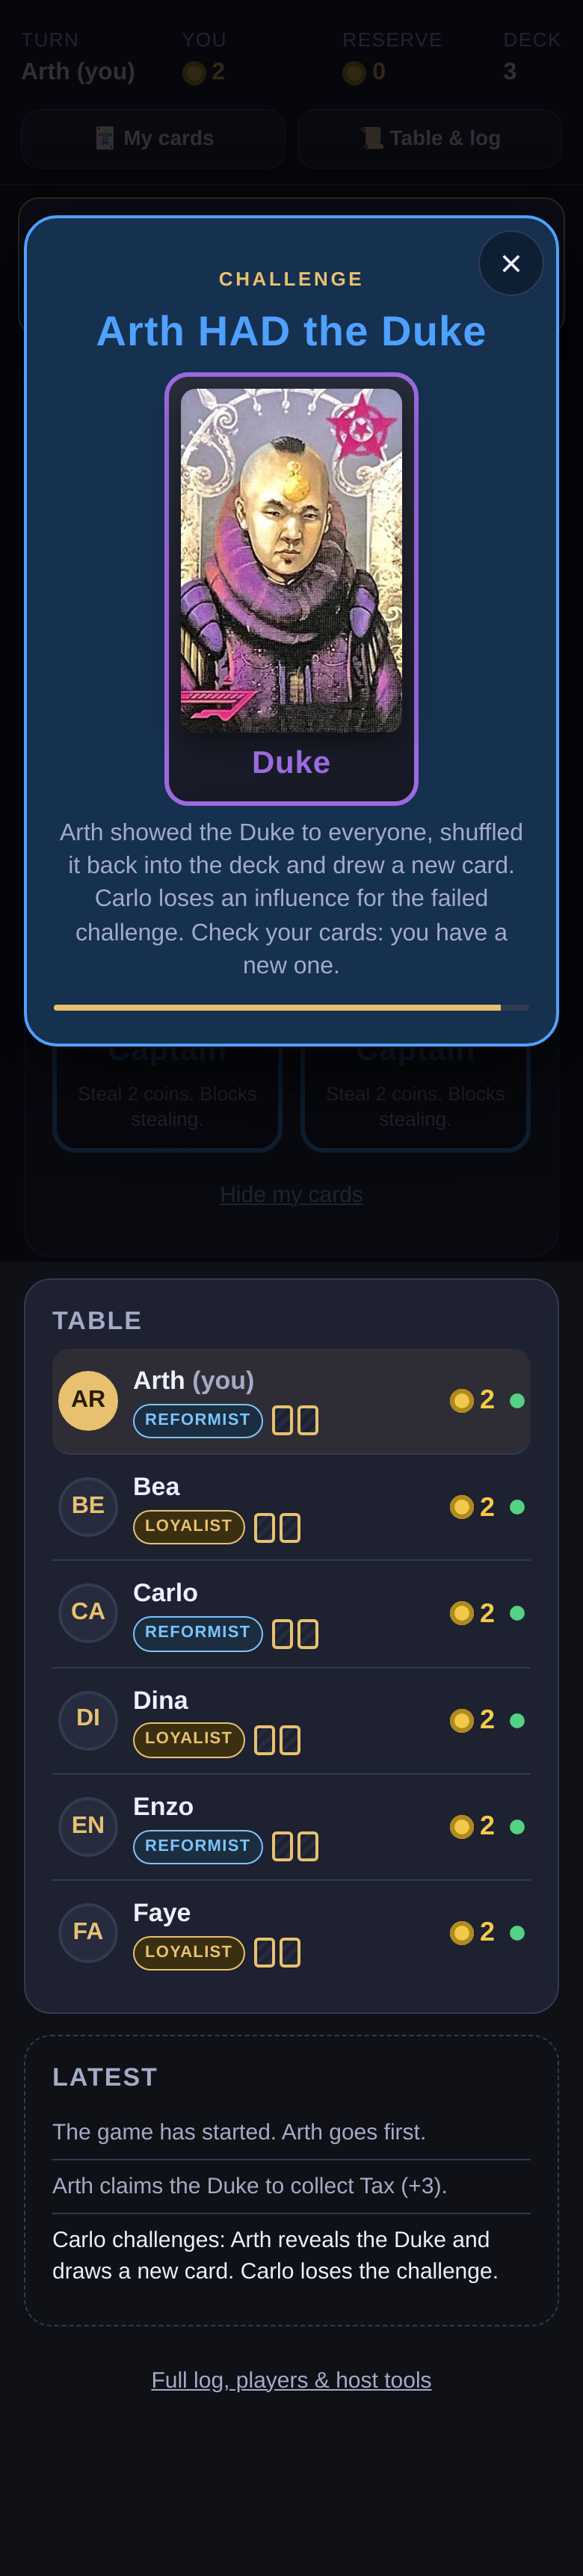 TURN YOU RESERVE DECK
Arth (you) 2 0 3
My cards Table & log
×
CHALLENGE
Arth HAD the Duke
Duke
Arth showed the Duke to everyone, shuffled
it back into the deck and drew a new card.
Carlo loses an influence for the failed
challenge. Check your cards: you have a
new one.
Captain Captain
Steal 2 coins. Blocks
stealing.
Steal 2 coins. Blocks
stealing.
Hide my cards
TABLE
AR Arth (you) 2
REFORMIST
BE Bea 2
LOYALIST
CA Carlo 2
REFORMIST
DI Dina 2
LOYALIST
EN Enzo 2
REFORMIST
FA Faye 2
LOYALIST
LATEST
The game has started. Arth goes first.
Arth claims the Duke to collect Tax (+3).
Carlo challenges: Arth reveals the Duke and
draws a new card. Carlo loses the challenge.
Full log, players & host tools